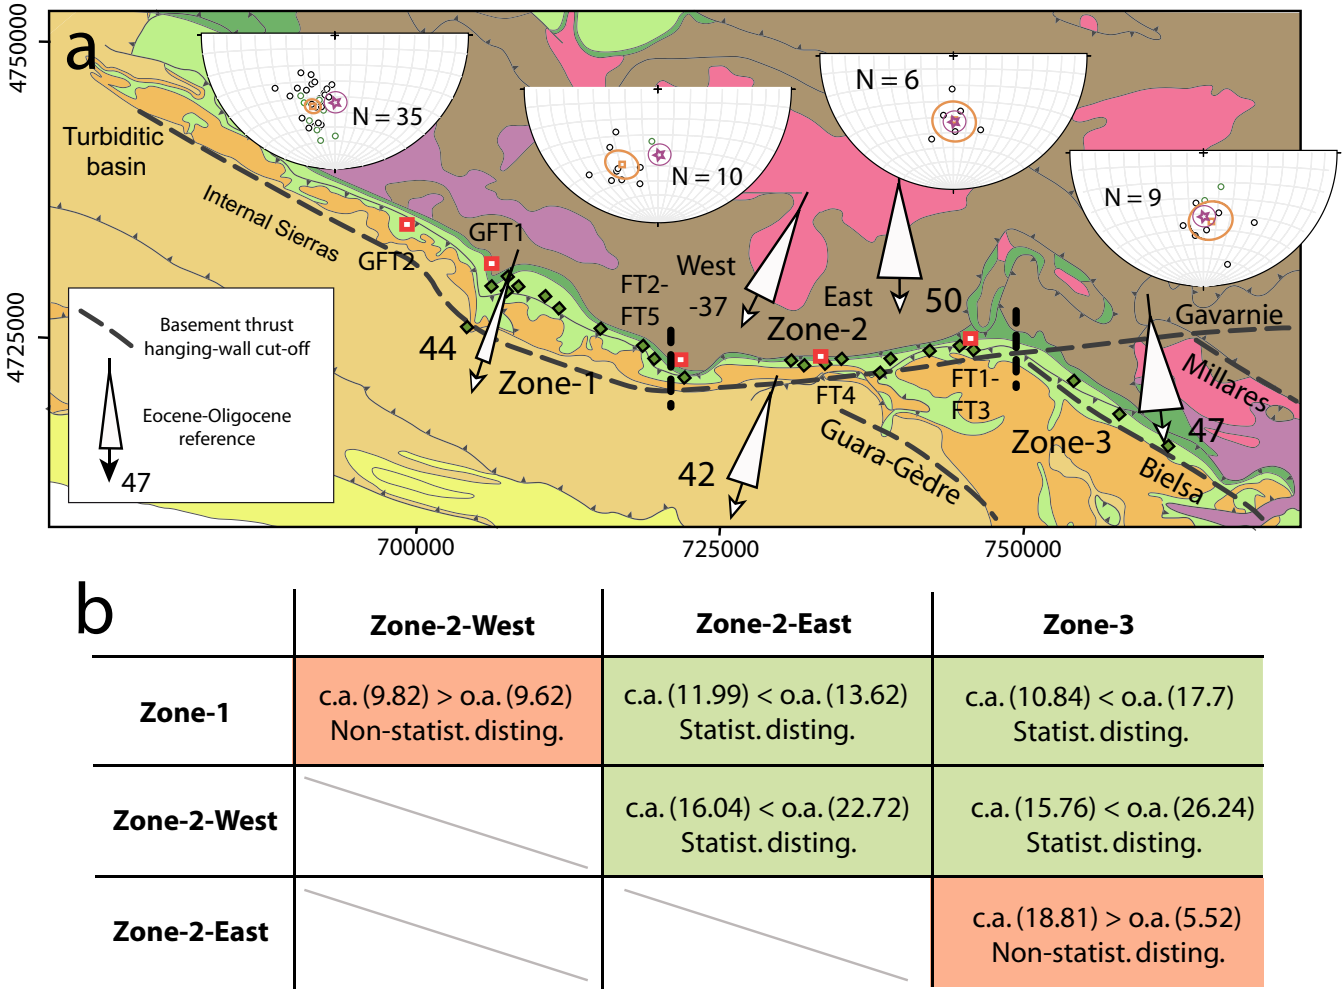 a
4750000
4725000
N = 35
N = 10
N = 6
N = 9
Turbiditic
basin
Internal Sierras
GFT2
GFT1
FT2-
FT5
West
-37
East
50
Zone-2
Gavarnie
Millares
44
Zone-1
FT4
FT1-
FT3
Zone-3
47
Bielsa
42
Guara-Gèdre
Basement thrust
hanging-wall cut-off
Eocene-Oligocene
reference
47
700000
725000
750000
b
Zone-2-West
Zone-2-East
Zone-3
Zone-1
c.a. (9.82) > o.a. (9.62)
Non-statist. disting.
c.a. (11.99) < o.a. (13.62)
Statist. disting.
c.a. (10.84) < o.a. (17.7)
Statist. disting.
Zone-2-West
c.a. (16.04) < o.a. (22.72)
Statist. disting.
c.a. (15.76) < o.a. (26.24)
Statist. disting.
Zone-2-East
c.a. (18.81) > o.a. (5.52)
Non-statist. disting.